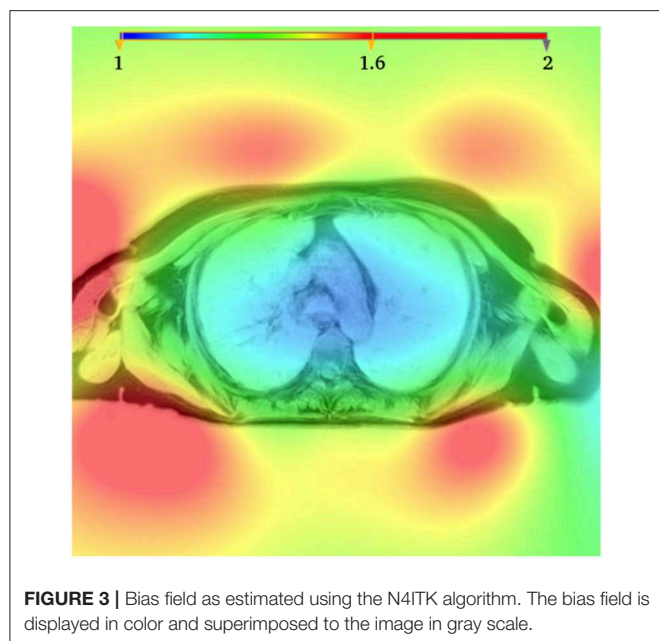 1 1.6 2
FIGURE 3 | Bias field as estimated using the N4ITK algorithm. The bias field is
displayed in color and superimposed to the image in gray scale.